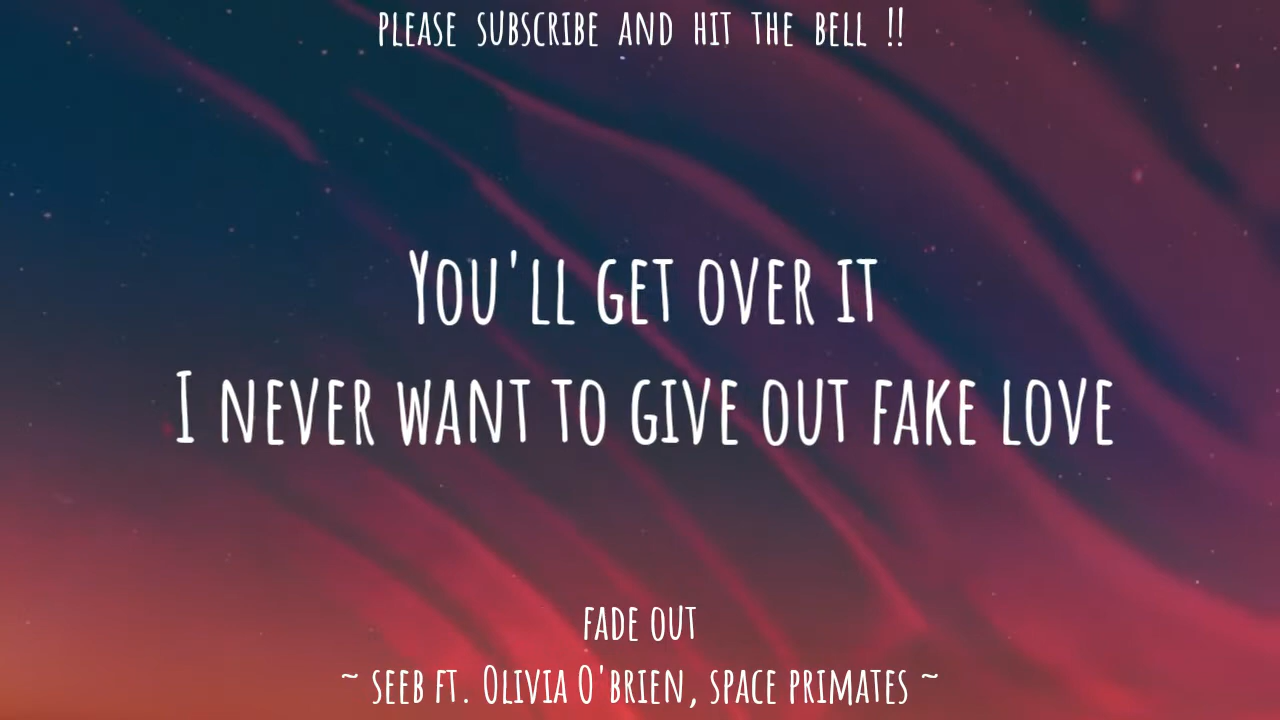 PLEASE SUBSCRIBE AND HIT THE BELL !!
YOU'LL GET OVER IT
I NEVER WANT TO GIVE OUT FAKE LOVE
FADE OUT
~ SEEB FT. OLIVIA O'BRIEN, SPACE PRIMATES ~